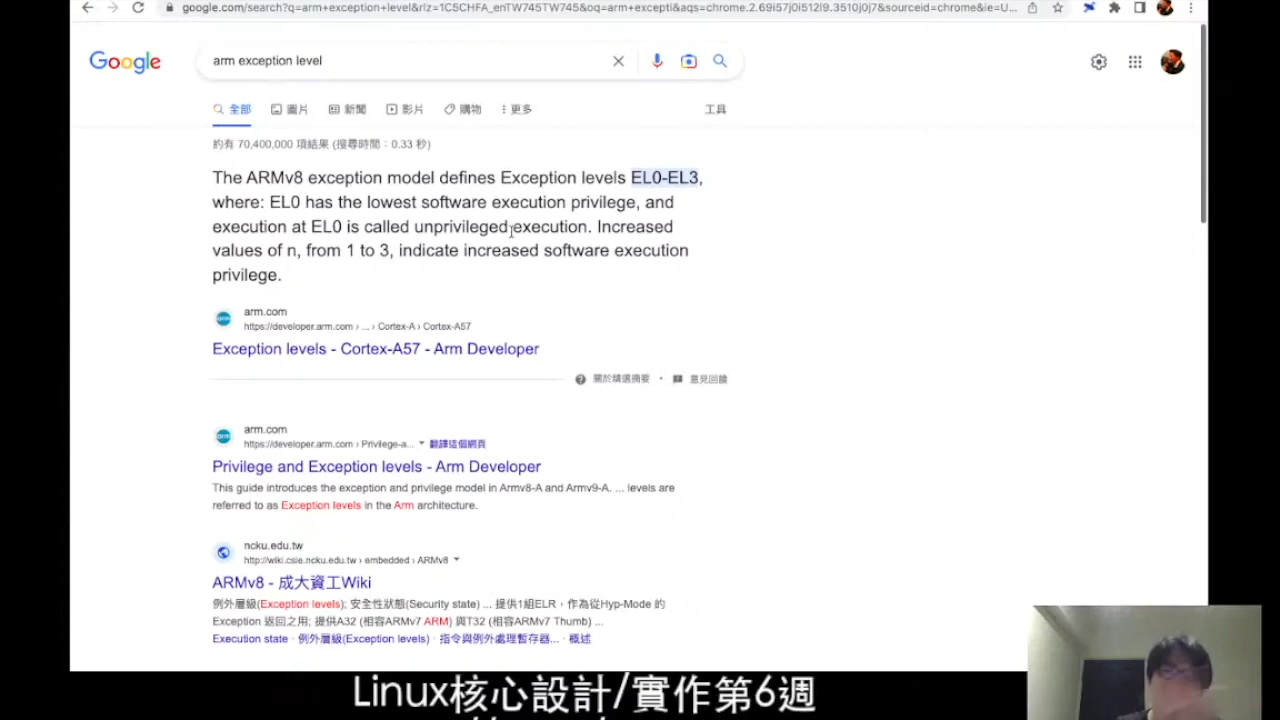 google.com/search?q=arm+exception+level&rlz=1C5CHFA_enTW745TW745&oq=arm+excepti&aqs=chrome.2.69i57j0i512l9.3510j0j7&sourceid=chrome&ie=U...
Google
arm exception level
全部 圖片 新聞 影片 購物 更多 工具
約有 70,400,000 項結果 (搜尋時間:0.33 秒)
The ARMv8 exception model defines Exception levels EL0-EL3,
where: EL0 has the lowest software execution privilege, and
execution at EL0 is called unprivileged execution. Increased
values of n, from 1 to 3, indicate increased software execution
privilege.
arm
arm.com
https://developer.arm.com › ... › Cortex-A › Cortex-A57
Exception levels - Cortex-A57 - Arm Developer
關於精選摘要 • 意見回饋
arm
arm.com
https://developer.arm.com › Privilege-a... 翻譯這個網頁
Privilege and Exception levels - Arm Developer
This guide introduces the exception and privilege model in Armv8-A and Armv9-A. ... levels are
referred to as Exception levels in the Arm architecture.
ncku.edu.tw
http://wiki.csie.ncku.edu.tw › embedded › ARMv8
ARMv8 - 成大資工Wiki
例外層級(Exception levels); 安全性狀態(Security state) ... 提供1組ELR,作為從Hyp-Mode 的
Exception 返回之用; 提供A32 (相容ARMv7 ARM) 與T32 (相容ARMv7 Thumb) ...
Execution state · 例外層級(Exception levels) · 指令與例外處理暫存器... · 概述
Linux核心設計/實作第6週